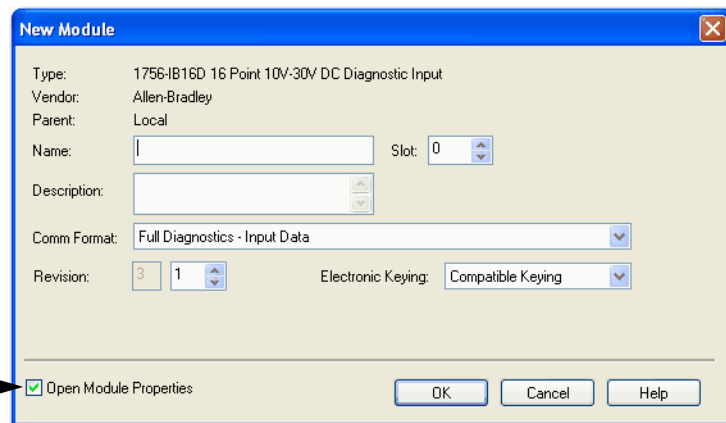 New Module
Type: 1756-IB16D 16 Point 10V-30V DC Diagnostic Input
Vendor: Allen-Bradley
Parent: Local
Name: Slot: 0
Description:
Comm Format: Full Diagnostics - Input Data
Revision: 3 1 Electronic Keying: Compatible Keying
Open Module Properties OK Cancel Help